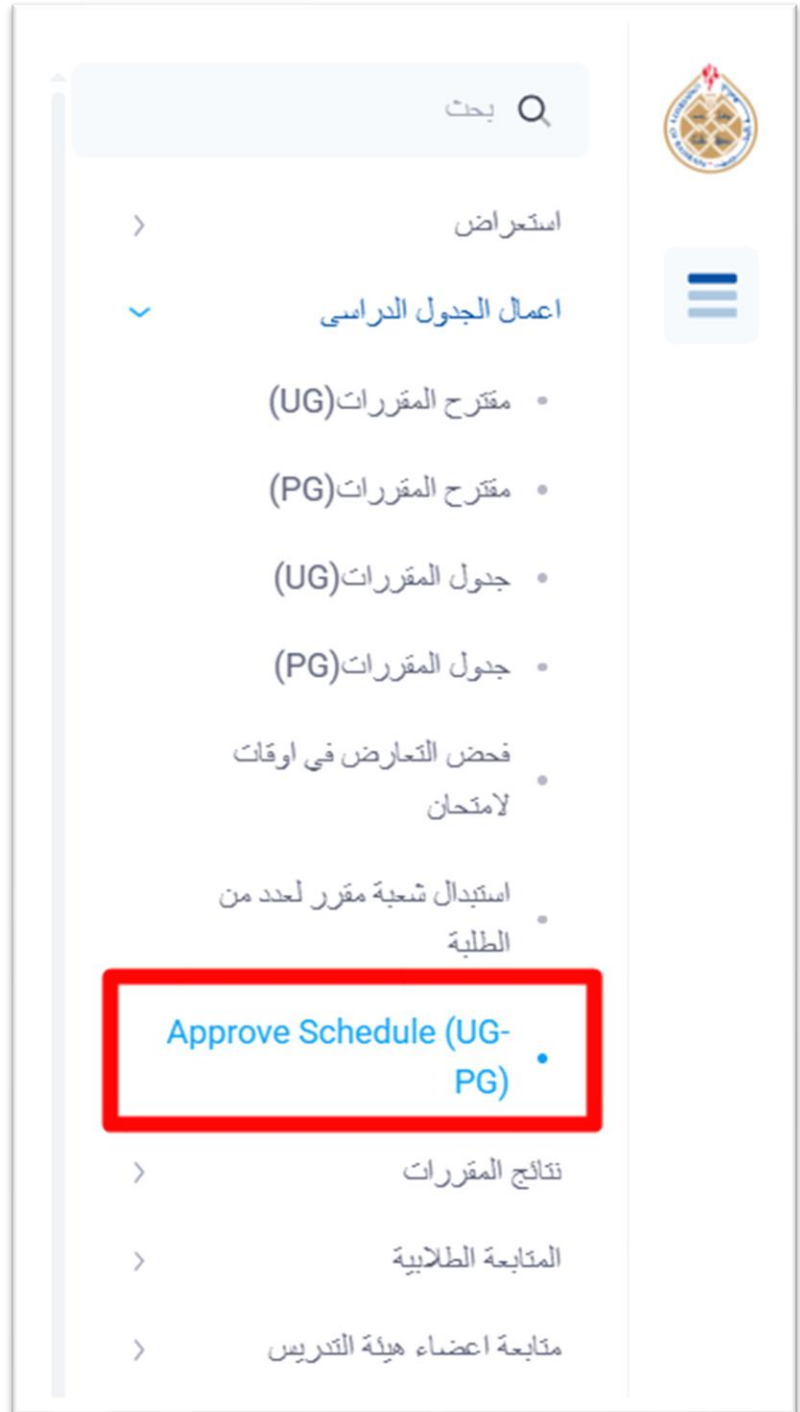 بحث
استعراض
اعمال الجدول الدراسى
مقترح المقررات(UG)
مقترح المقررات(PG)
جدول المقررات(UG)
جدول المقررات(PG)
فحض التعارض في اوقات
لامتحان
استبدال شعبة مقرر لعدد من
الطلبة
Approve Schedule (UG-
PG)
نتائج المقررات
المتابعة الطلابية
متابعة اعضاء هيئة التدريس